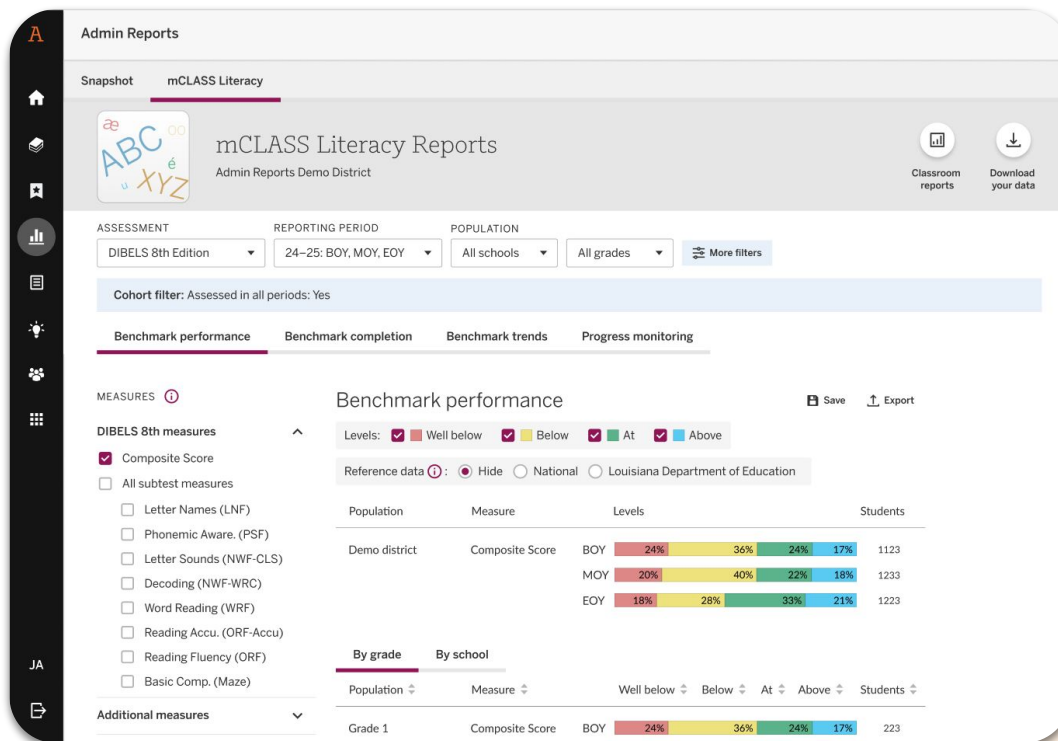 A
Admin Reports
Snapshot mCLASS Literacy
æ
ABC
oo
é
u
XYZ
mCLASS Literacy Reports
Admin Reports Demo District
Classroom reports
Download your data
ASSESSMENT REPORTING PERIOD POPULATION
DIBELS 8th Edition 24–25: BOY, MOY, EOY All schools All grades More filters
Cohort filter: Assessed in all periods: Yes
Benchmark performance Benchmark completion Benchmark trends Progress monitoring
MEASURES i
DIBELS 8th measures
Composite Score
All subtest measures
Letter Names (LNF)
Phonemic Aware. (PSF)
Letter Sounds (NWF-CLS)
Decoding (NWF-WRC)
Word Reading (WRF)
Reading Accu. (ORF-Accu)
Reading Fluency (ORF)
Basic Comp. (Maze)
Additional measures
JA
Benchmark performance Save Export
Levels: Well below Below At Above
Reference data i : Hide National Louisiana Department of Education
Population Measure Levels Students
Demo district Composite Score BOY 24% 36% 24% 17% 1123
MOY 20% 40% 22% 18% 1233
EOY 18% 28% 33% 21% 1223
By grade By school
Population Measure Well below Below At Above Students
Grade 1 Composite Score BOY 24% 36% 24% 17% 223